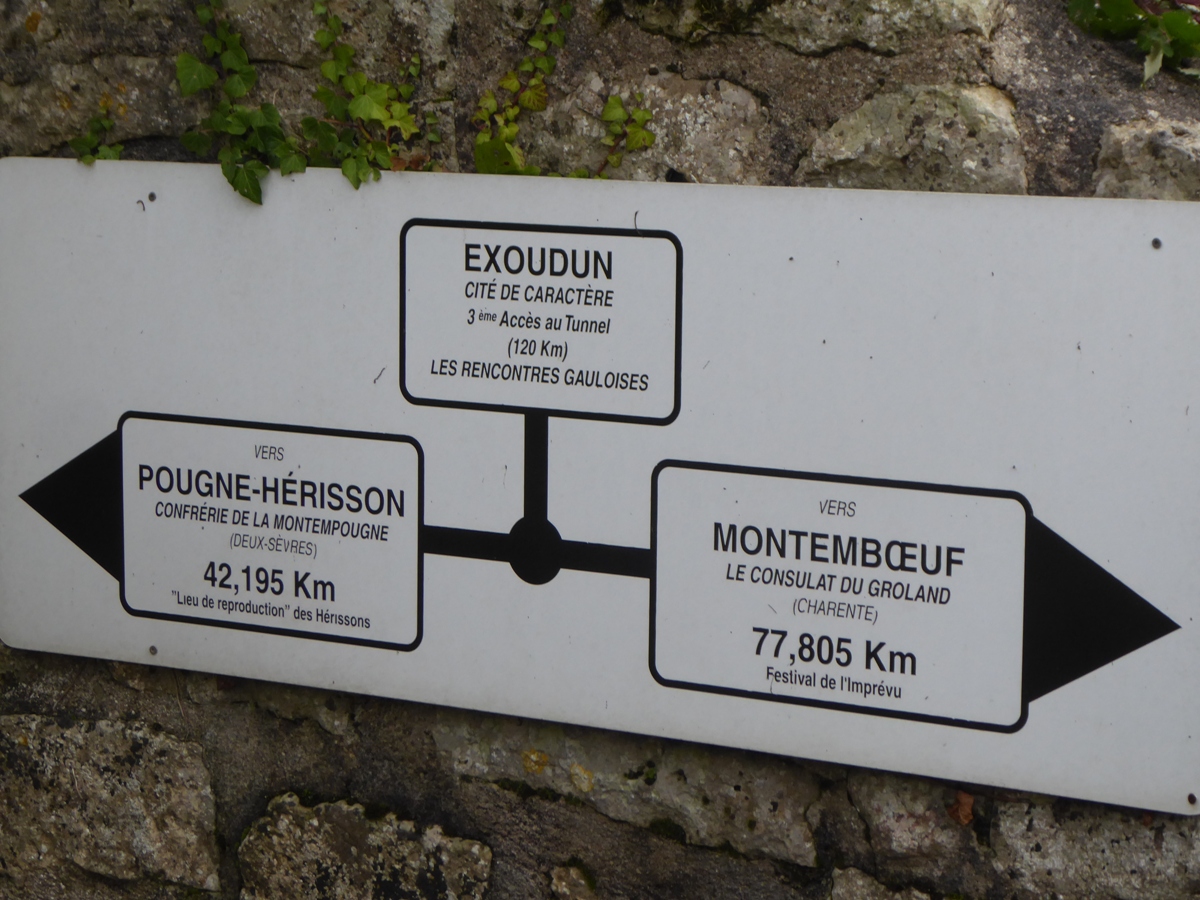 EXOUDUN
CITÉ DE CARACTÈRE
3 ème Accès au Tunnel
(120 Km)
LES RENCONTRES GAULOISES
VERS
POUGNE-HÉRISSON
CONFRÉRIE DE LA MONTEMPOUGNE
(DEUX-SÈVRES)
42,195 Km
"Lieu de reproduction" des Hérissons
VERS
MONTEMBŒUF
LE CONSULAT DU GROLAND
(CHARENTE)
77,805 Km
Festival de l'Imprévu